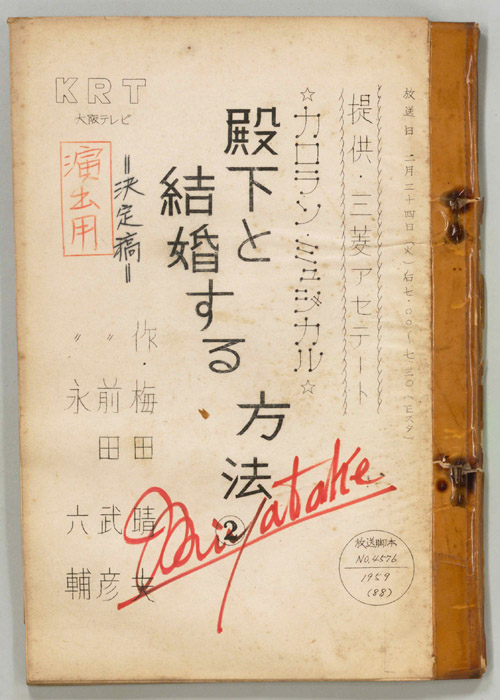 放送日 二月二十四日(火)后七・〇〇〜七・三〇(Eスタ)
提供・三菱アセテート
☆カロラン・ミュジカル☆
殿下と
結婚する
方法
②
KRT
大阪テレビ
演出用
=決定稿=
作・梅田晴夫
〃 前田武彦
〃 永六輔
Miyatake
放送脚本
NO.4576
1959
(88)